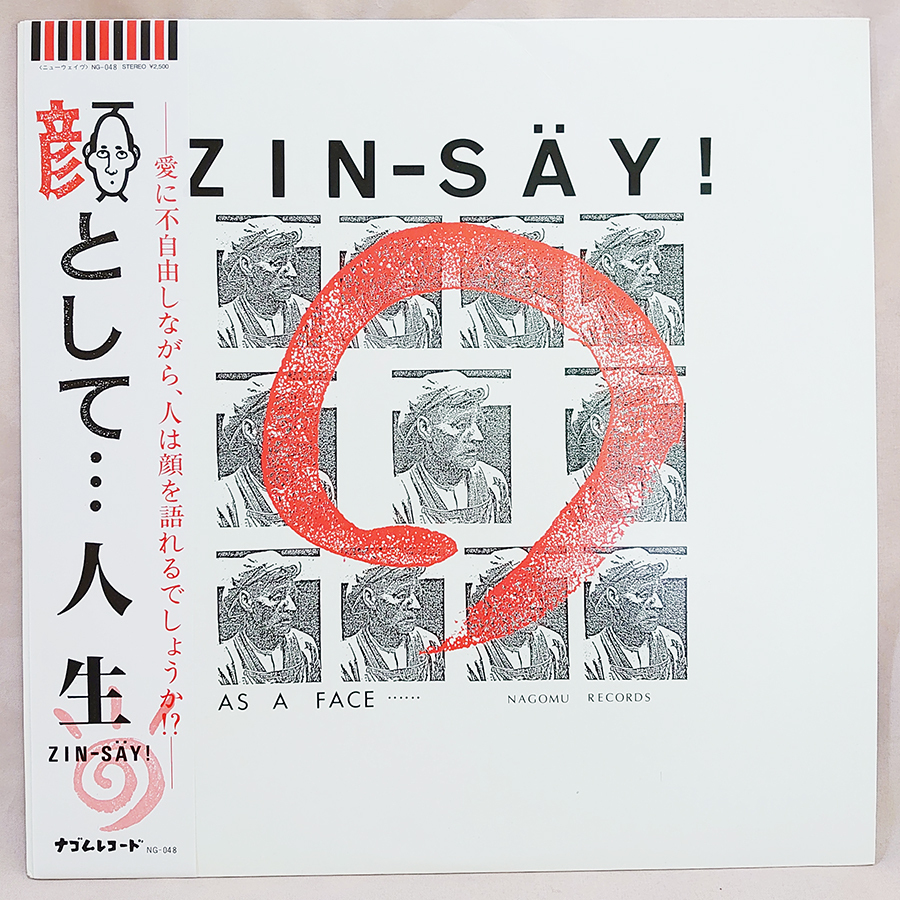 〈ニューウェイヴ〉NG-048 STEREO ¥2,500
顔として…人生
愛に不自由しながら、人は顔を語れるでしょうか!?
ZIN-SÄY!
ナゴムレコード NG-048
ZIN-SÄY!
AS A FACE ……
NAGOMU RECORDS